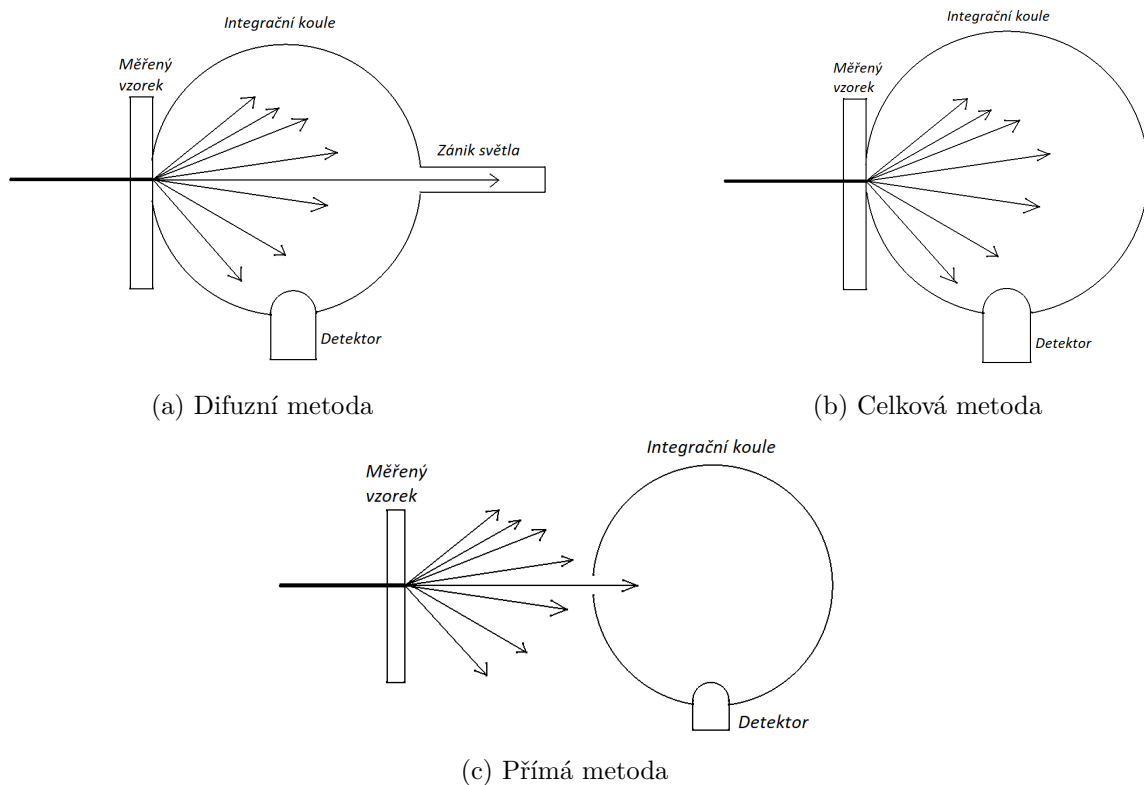 Integrační koule
Měřený
vzorek
Zánik světla
Detektor
(a) Difuzní metoda
Integrační koule
Měřený
vzorek
Detektor
(b) Celková metoda
Integrační koule
Měřený
vzorek
Detektor
(c) Přímá metoda